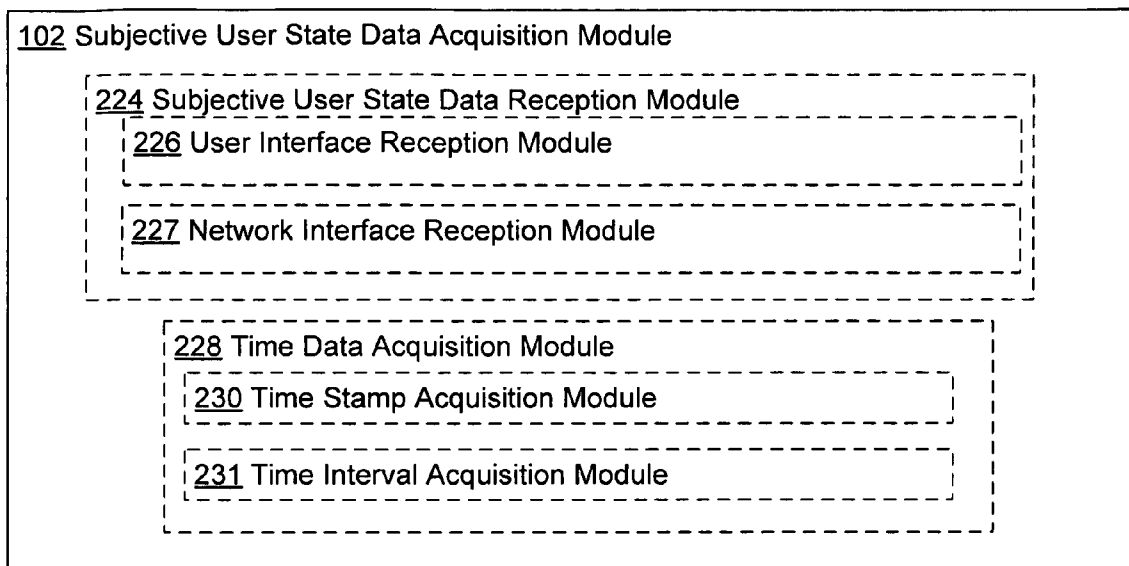 102 Subjective User State Data Acquisition Module
224 Subjective User State Data Reception Module
226 User Interface Reception Module
227 Network Interface Reception Module
228 Time Data Acquisition Module
230 Time Stamp Acquisition Module
231 Time Interval Acquisition Module